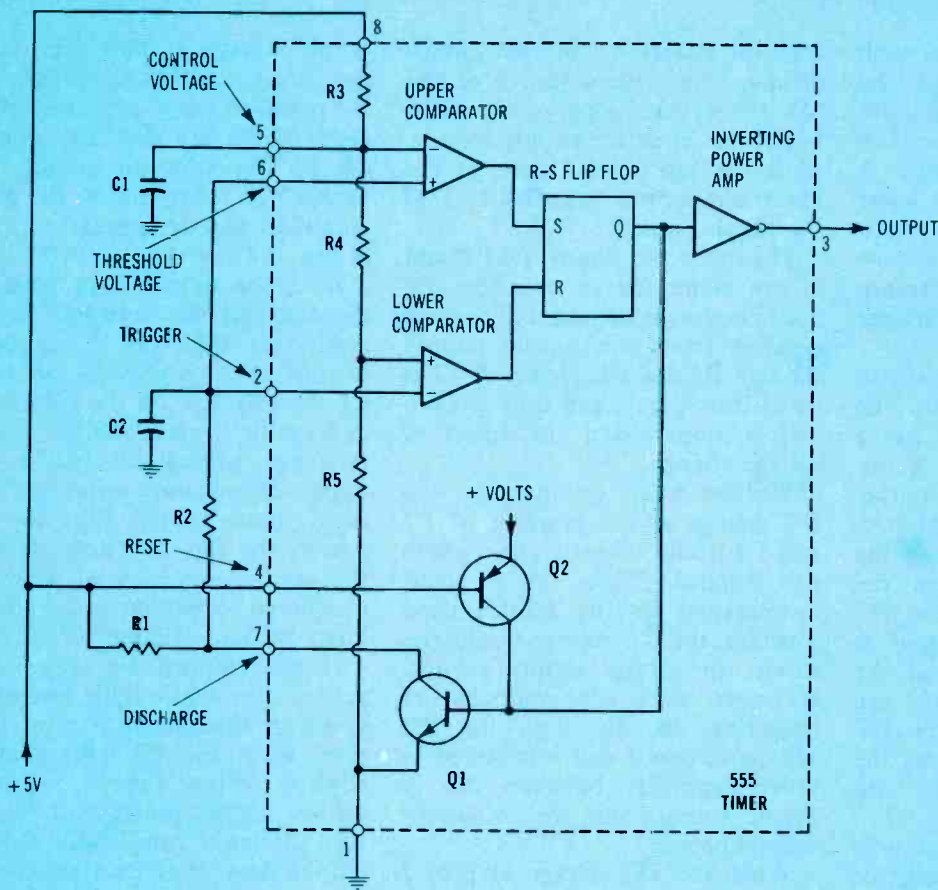 8
CONTROL
VOLTAGE
R3
UPPER
COMPARATOR
5
6
C1
−
+
R-S FLIP FLOP
INVERTING
POWER
AMP
S
Q
R
3
OUTPUT
THRESHOLD
VOLTAGE
R4
LOWER
COMPARATOR
TRIGGER
2
+
−
C2
R5
+ VOLTS
R2
RESET
4
Q2
R1
7
DISCHARGE
Q1
+5V
555
TIMER
1